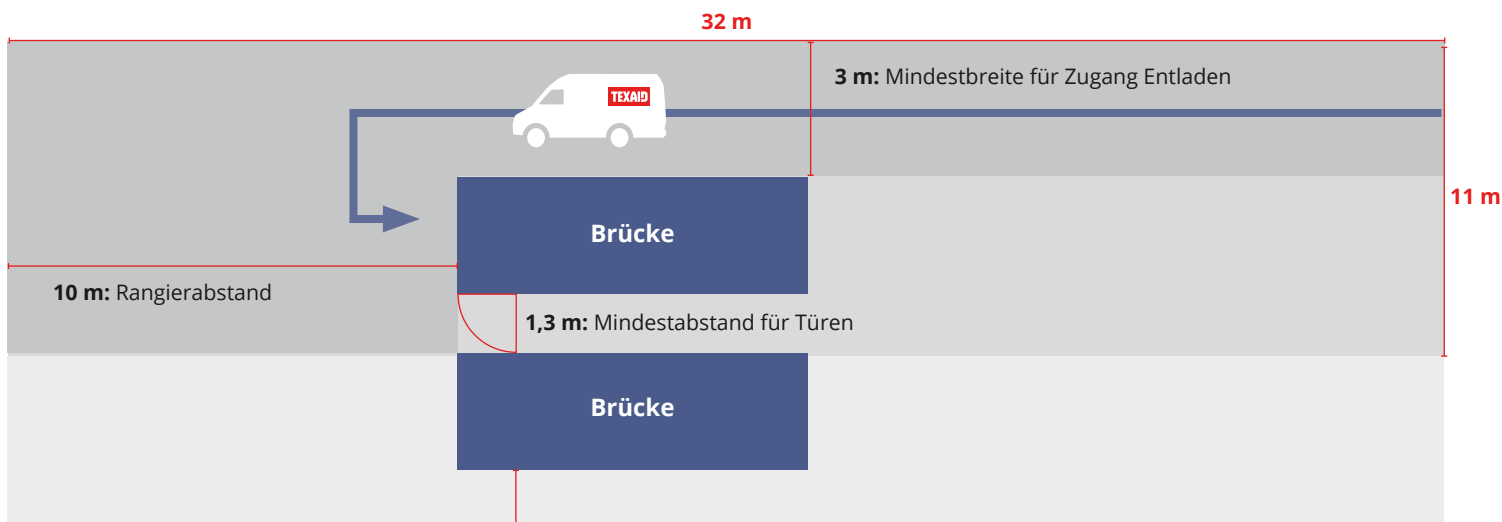 32 m
3 m: Mindestbreite für Zugang Entladen
TEXAID
11 m
Brücke
10 m: Rangierabstand
1,3 m: Mindestabstand für Türen
Brücke